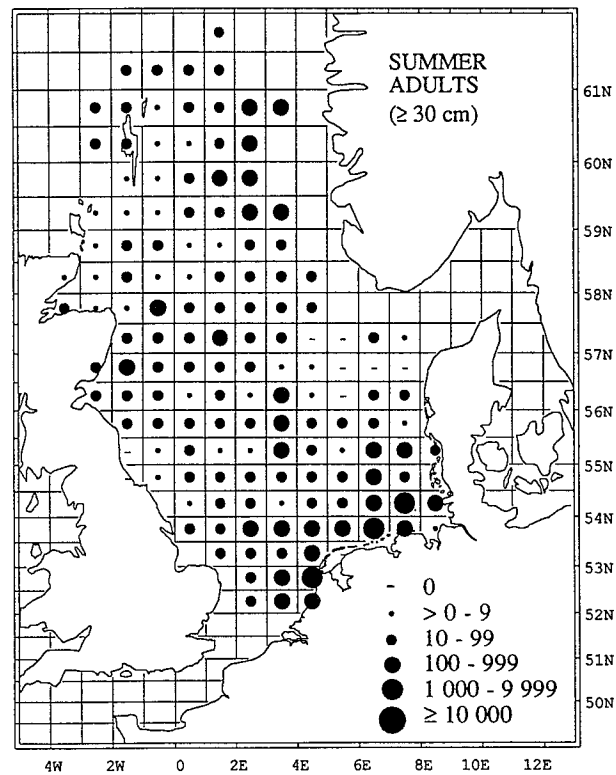 SUMMER
ADULTS
(≥ 30 cm)
61N
60N
59N
58N
57N
56N
55N
54N
53N
52N
51N
50N
- 0
> 0 - 9
10 - 99
100 - 999
1 000 - 9 999
≥ 10 000
4W 2W 0 2E 4E 6E 8E 10E 12E